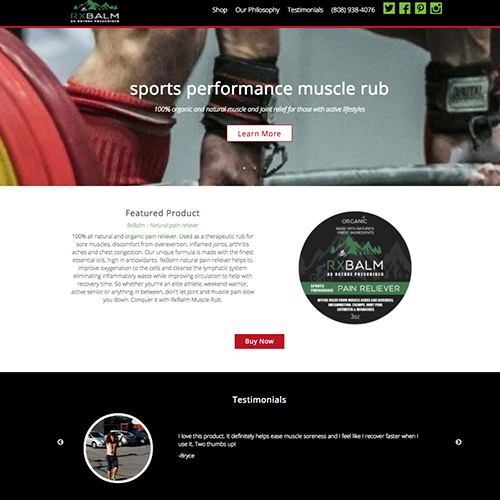 RXBALM
AS NATURE PRESCRIBED
Shop Our Philosophy Testimonials (808) 938-4076
sports performance muscle rub
100% organic and natural muscle and joint relief for those with active lifestyles
Learn More
Featured Product
RxBalm - Natural pain reliever
100% all natural and organic pain reliever. Used as a therapeutic rub for
sore muscles, discomfort from overexertion, inflamed joints, arthritis
aches and chest congestion. Our unique formula is made with the finest
essential oils, high in antioxidants. RxBalm natural pain reliever helps to
improve oxygenation to the cells and cleanse the lymphatic system
eliminating inflammatory waste while improving circulation to help with
recovery time. So whether you're an elite athlete, weekend warrior,
active senior or anything in between, don't let joint and muscle pain slow
you down. Conquer it with RxBalm Muscle Rub.
ORGANIC
MADE WITH NATURE'S
FINEST INGREDIENTS
RXBALM
AS NATURE PRESCRIBED
SPORTS
PERFORMANCE
PAIN RELIEVER
OFFERS RELIEF FROM MUSCLE ACHES AND SORENESS,
INFLAMMATION, CRAMPS, JOINT PAIN,
ARTHRITIS & HEADACHES.
3oz
Buy Now
Testimonials
I love this product, it definitely helps ease muscle soreness and I feel like I recover faster when I
use it. Two thumbs up!
-Bryce